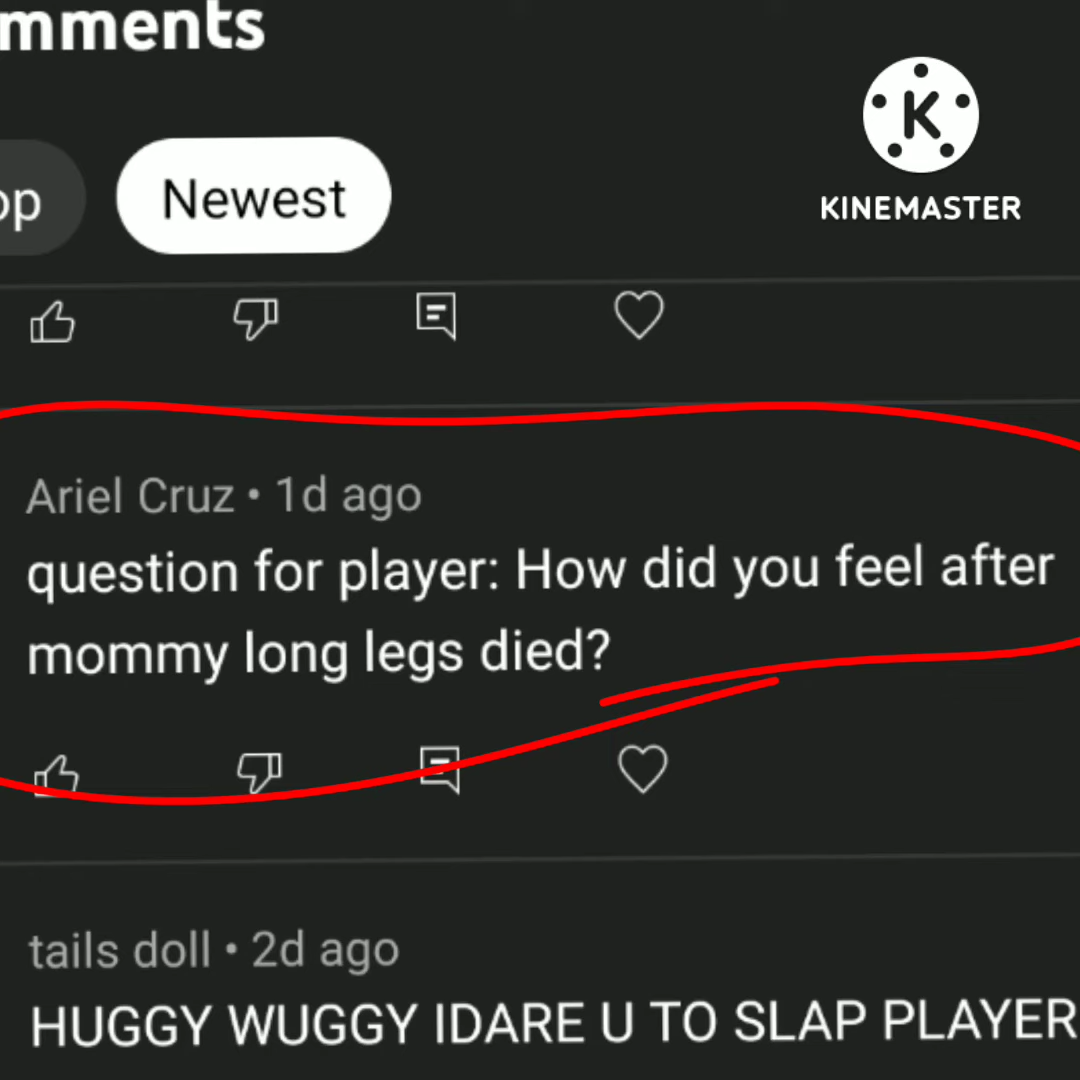 mments
op
Newest
K
KINEMASTER
Ariel Cruz • 1d ago
question for player: How did you feel after
mommy long legs died?
tails doll • 2d ago
HUGGY WUGGY IDARE U TO SLAP PLAYER